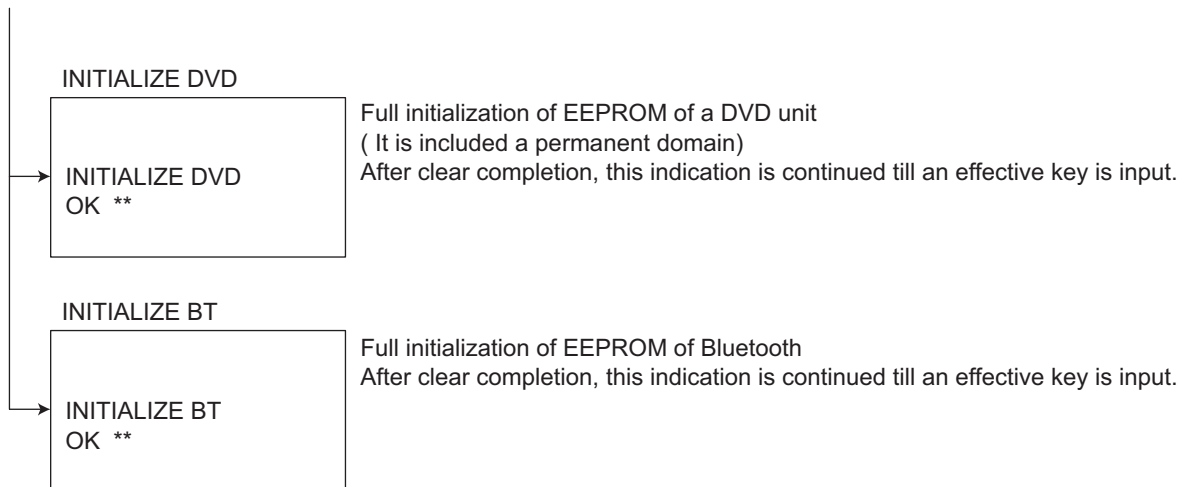 INITIALIZE DVD
INITIALIZE DVD
OK **
Full initialization of EEPROM of a DVD unit
( It is included a permanent domain)
After clear completion, this indication is continued till an effective key is input.
INITIALIZE BT
INITIALIZE BT
OK **
Full initialization of EEPROM of Bluetooth
After clear completion, this indication is continued till an effective key is input.